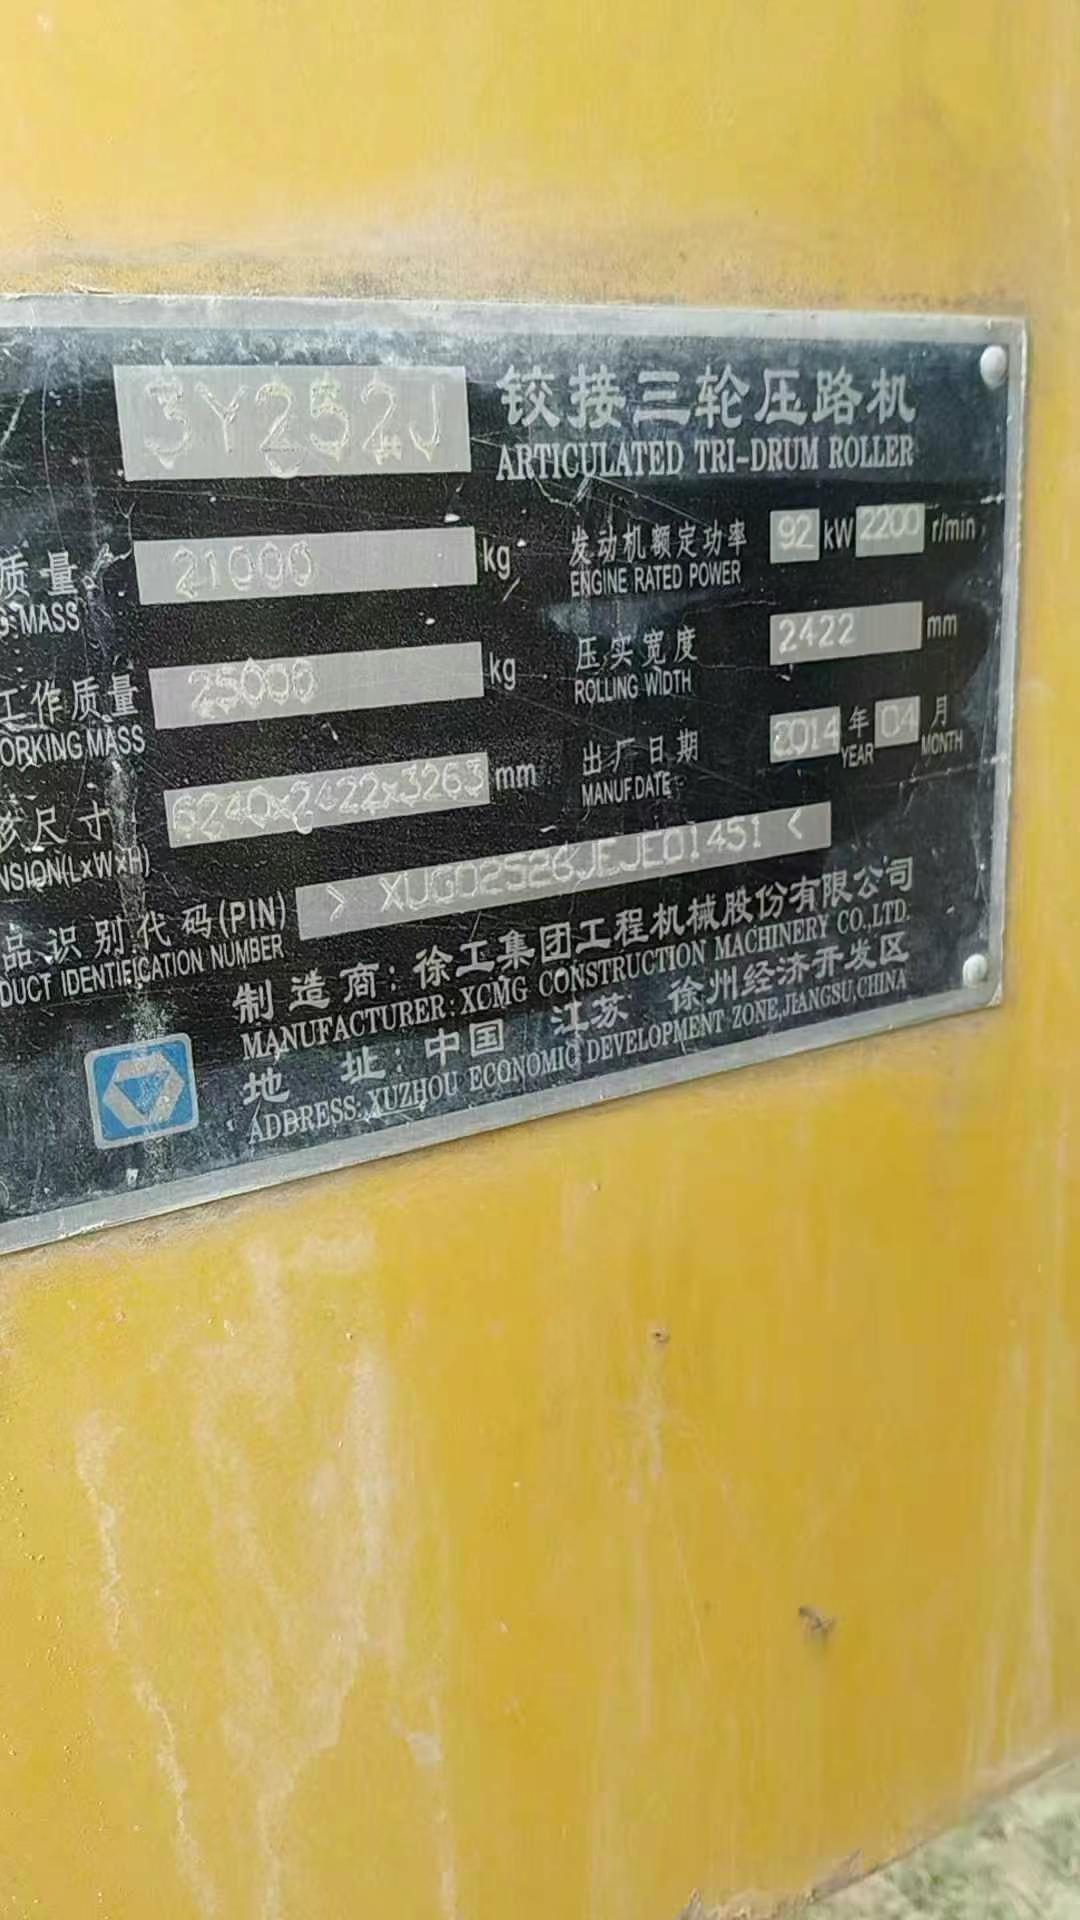 3Y252J 铰接三轮压路机
ARTICULATED TRI-DRUM ROLLER
质量 21000 kg
MASS
发动机额定功率 92 kW 2200 r/min
ENGINE RATED POWER
工作质量 25000 kg
ORKING MASS
压实宽度 2422 mm
ROLLING WIDTH
尺寸 6240x2422x3263 mm
NSION(L×W×H)
出厂日期 2014 年 04 月
MANUF.DATE YEAR MONTH
品识别代码(PIN)
DUCT IDENTIFICATION NUMBER
制造商:徐工集团工程机械股份有限公司
MANUFACTURER:XCMG CONSTRUCTION MACHINERY CO.,LTD.
地址:中国 江苏 徐州经济开发区
ADDRESS:XUZHOU ECONOMIC DEVELOPMENT ZONE,JIANGSU,CHINA